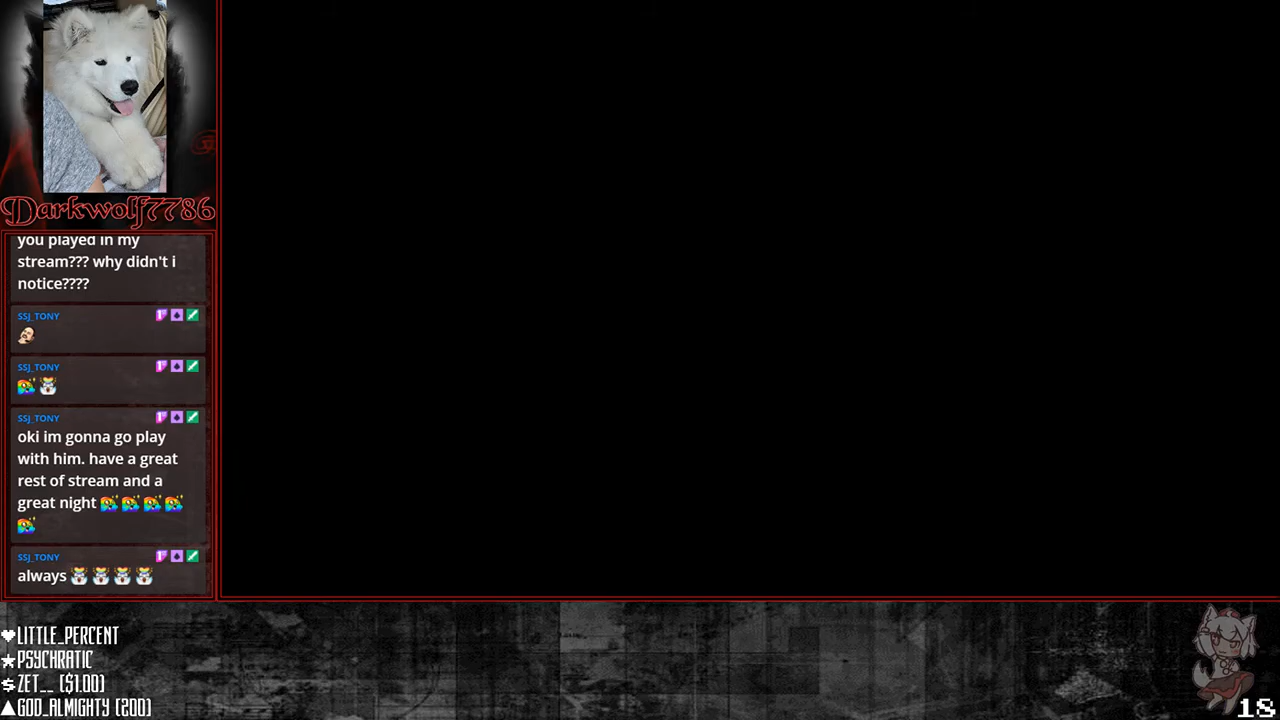 Darkwolf7786
you played in my
stream??? why didn't i
notice????
SSJ_TONY
SSJ_TONY
SSJ_TONY
oki im gonna go play
with him. have a great
rest of stream and a
great night
SSJ_TONY
always
LITTLE_PERCENT
PSYCHRATIC
ZET__ ($1.00)
GOD_ALMIGHTY (200)
18